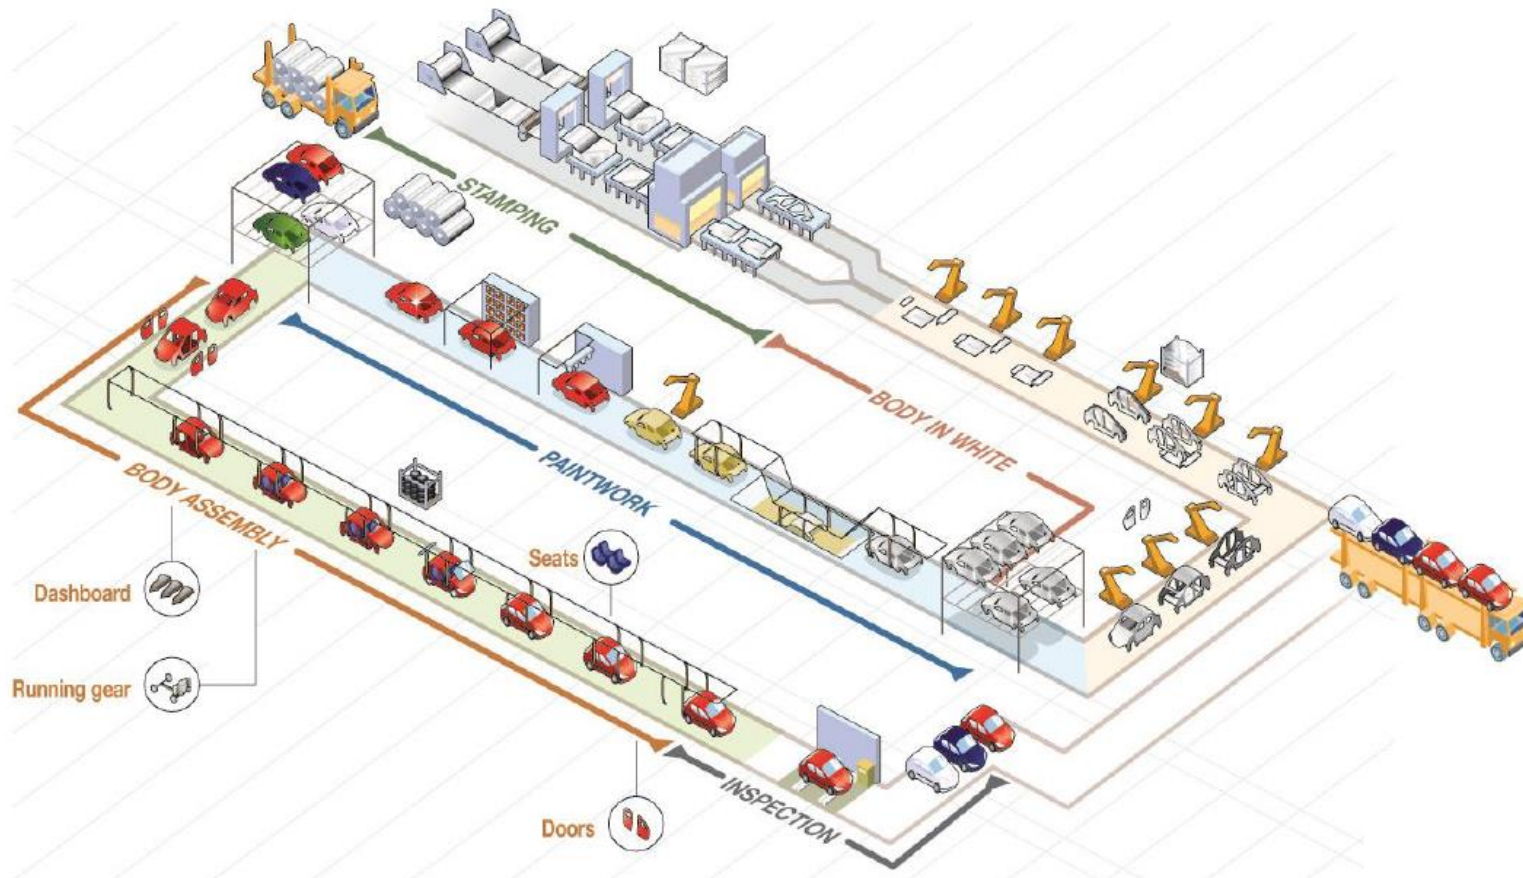 STAMPING
BODY IN WHITE
PAINTWORK
BODY ASSEMBLY
Seats
Dashboard
Running gear
Doors
INSPECTION